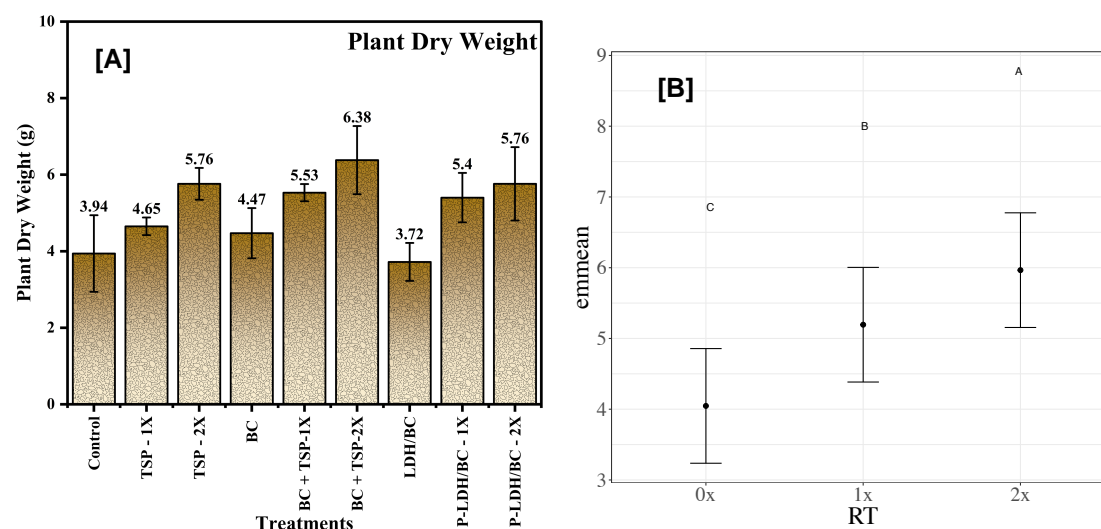 Plant Dry Weight
[A]
Plant Dry Weight (g)
10
8
6
4
2
0
3.94
4.65
5.76
4.47
5.53
6.38
3.72
5.4
5.76
Control
TSP - 1X
TSP - 2X
BC
BC + TSP-1X
BC + TSP-2X
LDH/BC
P-LDH/BC - 1X
P-LDH/BC - 2X
Treatments
[B]
emmean
9
8
7
6
5
4
3
C
B
A
0x
1x
2x
RT